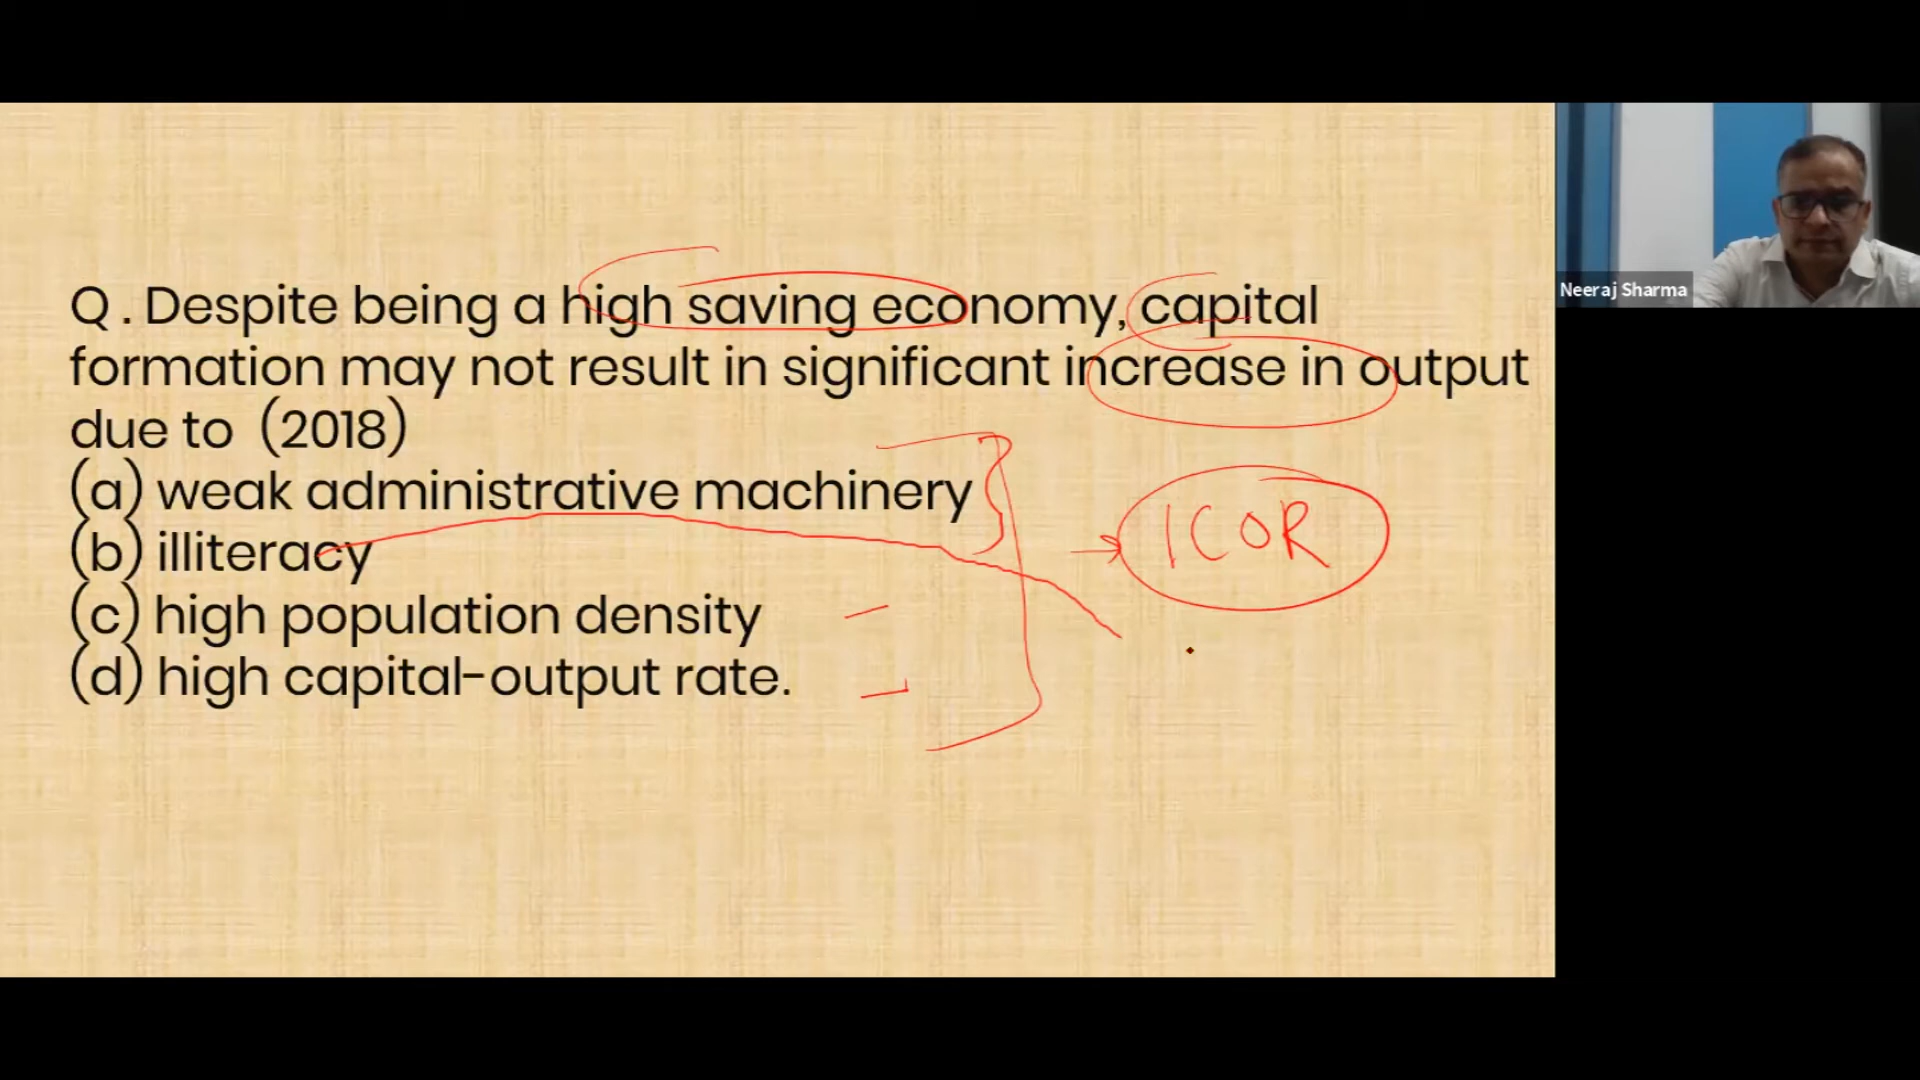 Q . Despite being a high saving economy, capital
formation may not result in significant increase in output
due to (2018)
(a) weak administrative machinery
(b) illiteracy
(c) high population density
(d) high capital-output rate.
ICOR
Neeraj Sharma